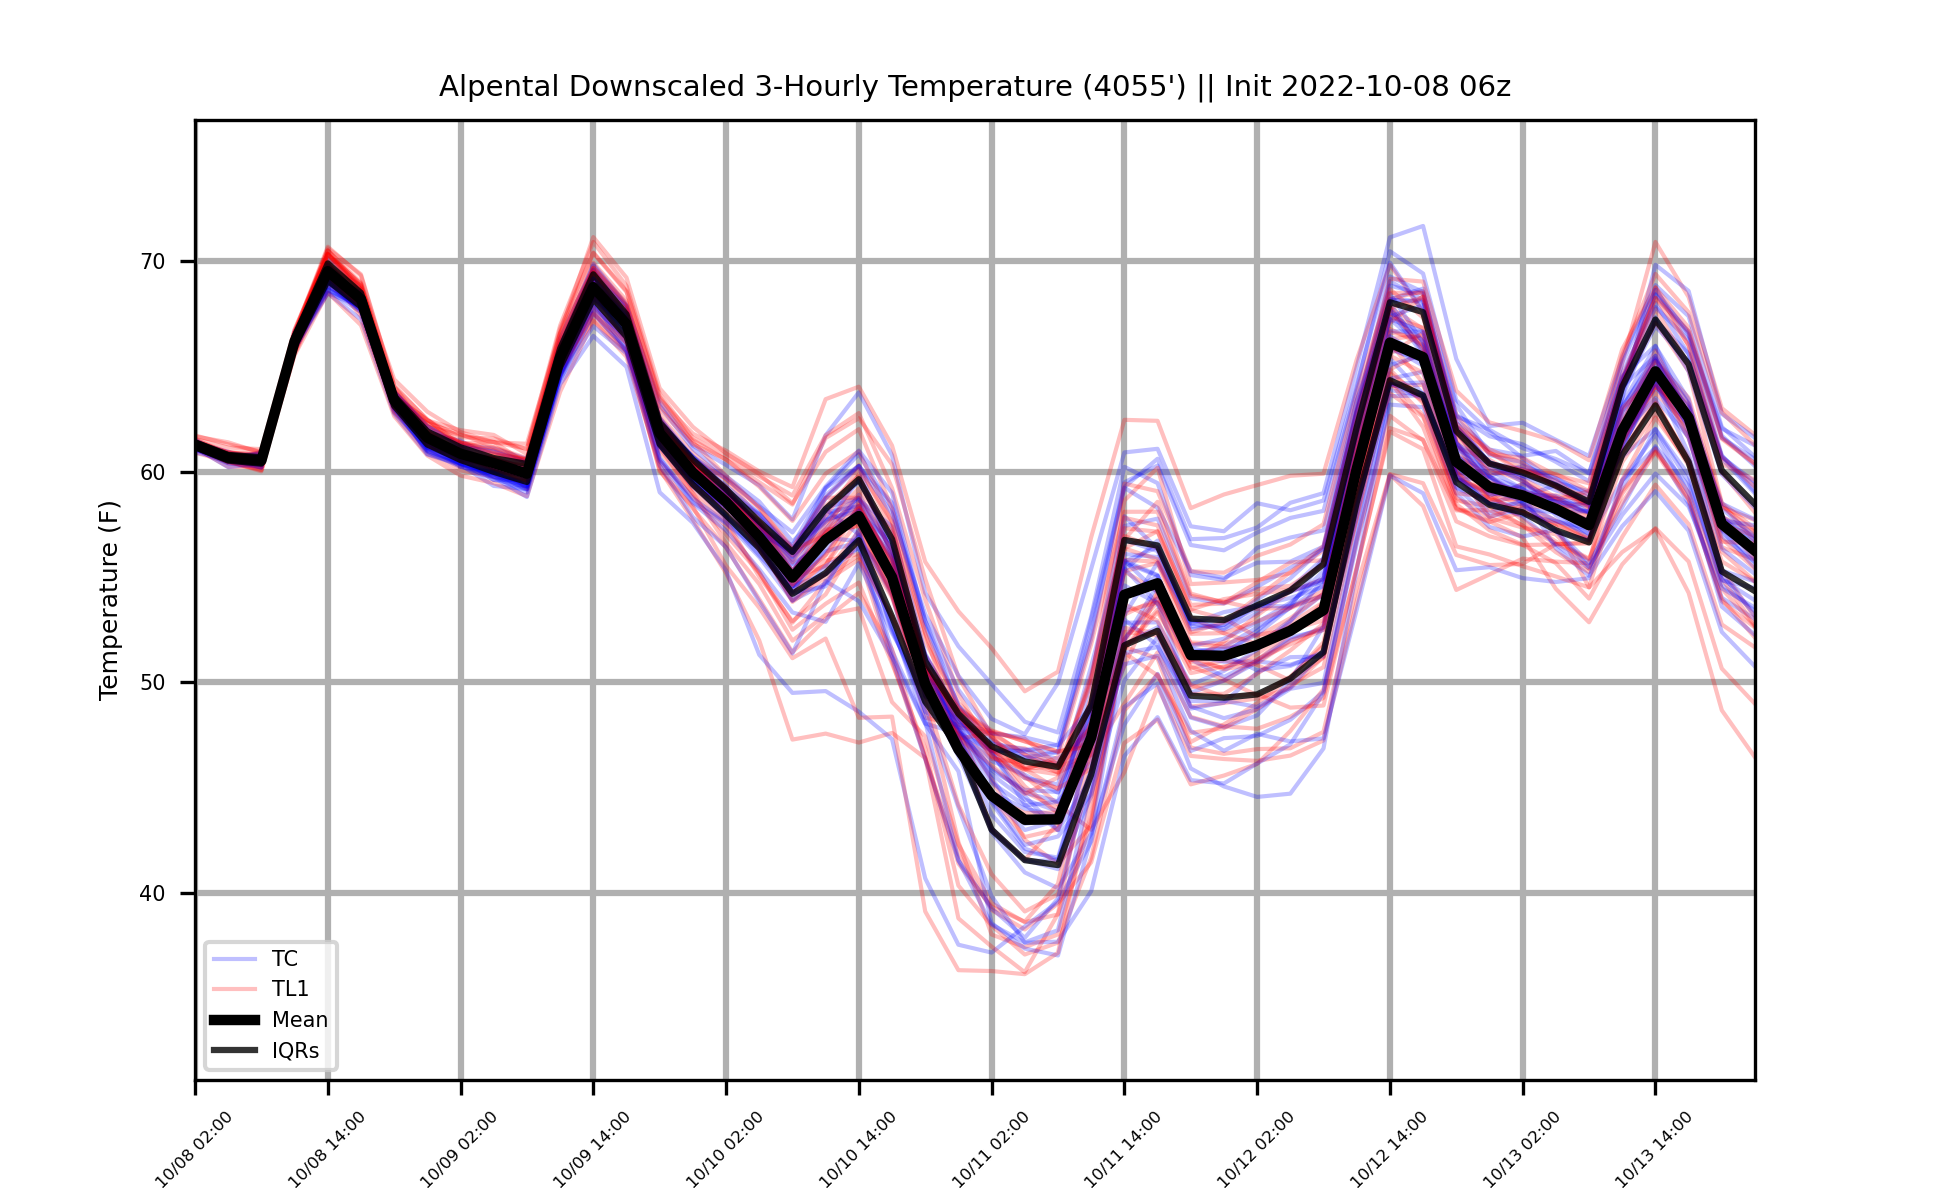 Alpental Downscaled 3-Hourly Temperature (4055') || Init 2022-10-08 06z
Temperature (F)
70
60
50
40
TC
TL1
Mean
IQRs
10/08 02:00
10/08 14:00
10/09 02:00
10/09 14:00
10/10 02:00
10/10 14:00
10/11 02:00
10/11 14:00
10/12 02:00
10/12 14:00
10/13 02:00
10/13 14:00